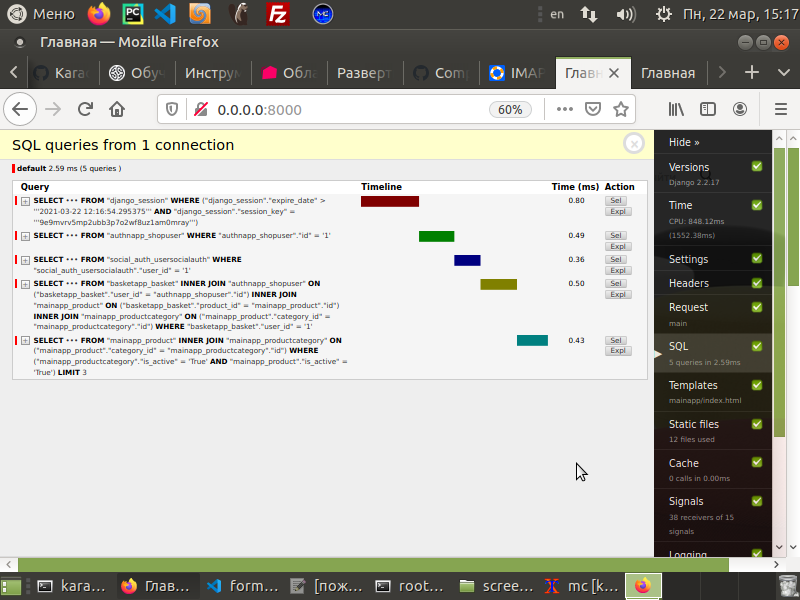 Меню
en
Пн, 22 мар, 15:17
Главная — Mozilla Firefox
Кага
Обуч
Инструм
Обла
Разверт
Comp
IMAP
Главн
Главная
0.0.0.0:8000
60%
SQL queries from 1 connection
default 2.59 ms (5 queries )
Query Timeline Time (ms) Action
SELECT ••• FROM "django_session" WHERE ("django_session"."expire_date" > 0.80 Sel
'''2021-03-22 12:16:54.295375''' AND "django_session"."session_key" = Expl
'''9e9mvrv5mp2ubb3p7o2wf8uz1am0mray''')
SELECT ••• FROM "authnapp_shopuser" WHERE "authnapp_shopuser"."id" = '1' 0.49 Sel
Expl
SELECT ••• FROM "social_auth_usersocialauth" WHERE 0.36 Sel
"social_auth_usersocialauth"."user_id" = '1' Expl
SELECT ••• FROM "basketapp_basket" INNER JOIN "authnapp_shopuser" ON 0.50 Sel
("basketapp_basket"."user_id" = "authnapp_shopuser"."id") INNER JOIN Expl
"mainapp_product" ON ("basketapp_basket"."product_id" = "mainapp_product"."id")
INNER JOIN "mainapp_productcategory" ON ("mainapp_product"."category_id" =
"mainapp_productcategory"."id") WHERE "basketapp_basket"."user_id" = '1'
SELECT ••• FROM "mainapp_product" INNER JOIN "mainapp_productcategory" ON 0.43 Sel
("mainapp_product"."category_id" = "mainapp_productcategory"."id") WHERE Expl
("mainapp_productcategory"."is_active" = 'True' AND "mainapp_product"."is_active" =
'True') LIMIT 3
Hide »
Versions
Django 2.2.17
Time
CPU: 848.12ms
(1552.38ms)
Settings
Headers
Request
main
SQL
5 queries in 2.59ms
Templates
mainapp/index.html
Static files
12 files used
Cache
0 calls in 0.00ms
Signals
38 receivers of 15
signals
Logging
kara...
Глав...
form...
[пож...
root...
scree...
mc [k...